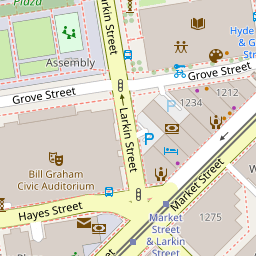 Plaza
Larkin Street
Hyde
& G
Stre
Assembly
Grove Street
Grove Street
1212
1234
Larkin Street
P
P
Bill Graham
Civic Auditorium
Market Street
Hayes Street
Market
Street
& Larkin
Street
1275
W